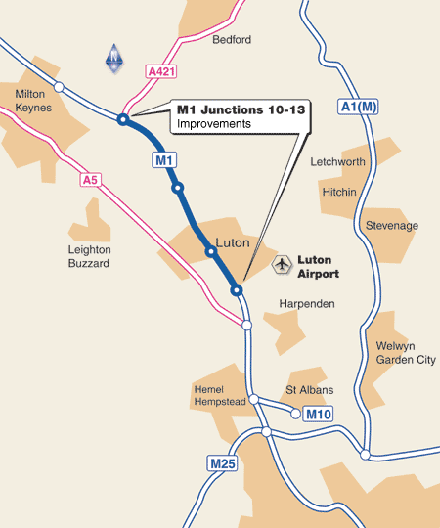 Bedford
A421
Milton
Keynes
M1 Junctions 10-13
Improvements
A1(M)
M1
Letchworth
A5
Hitchin
Stevenage
Leighton
Buzzard
Luton
Luton
Airport
Harpenden
Welwyn
Garden City
Hemel
Hempstead
St Albans
M10
M25